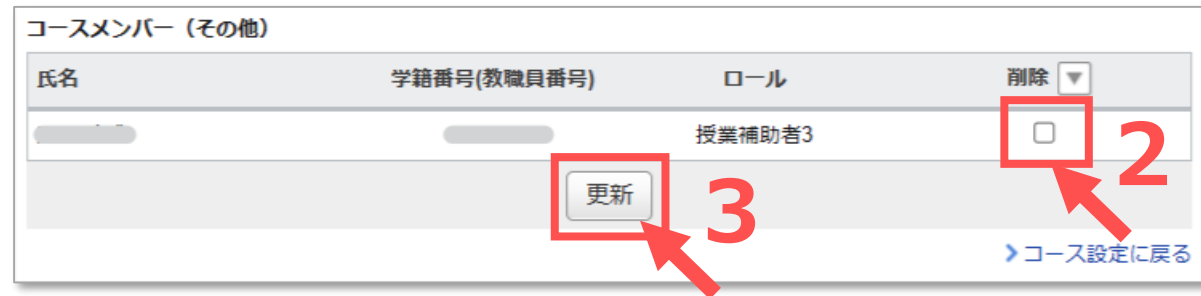 コースメンバー（その他）
氏名 学籍番号(教職員番号) ロール 削除
授業補助者3
2
更新
3
コース設定に戻る